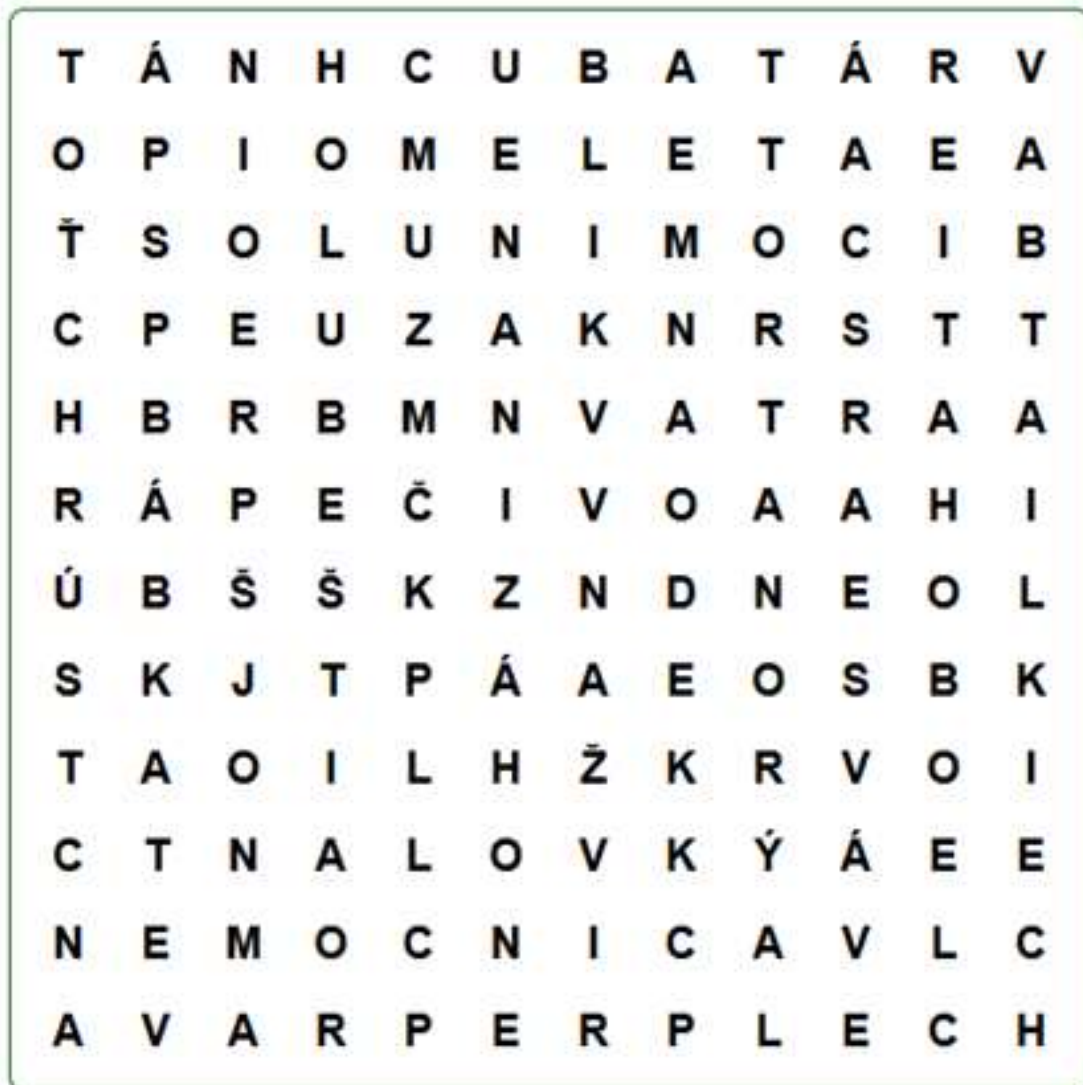 T Á N H C U B A T Á R V
O P I O M E L E T A E A
Ť S O L U N I M O C I B
C P E U Z A K N R S T T
H B R B M N V A T R A A
R Á P E Č I V O A A H I
Ú B Š Š K Z N D N E O L
S K J T P Á A E O S B K
T A O I L H Ž K R V O I
C T N A L O V K Ý Á E E
N E M O C N I C A V L C
A V A R P E R P L E C H